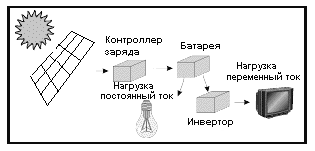 Контроллер
заряда
Батарея
Нагрузка
постоянный ток
Нагрузка
переменный ток
Инвертор